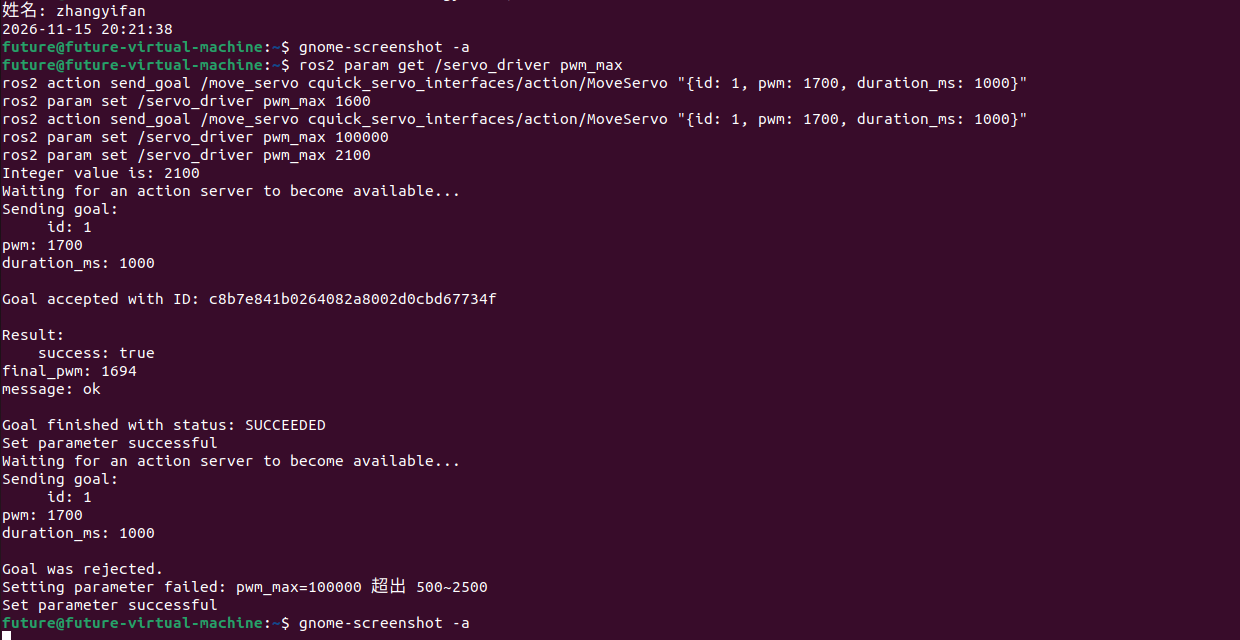 姓名: zhangyifan
2026-11-15 20:21:38
future@future-virtual-machine:~$ gnome-screenshot -a
future@future-virtual-machine:~$ ros2 param get /servo_driver pwm_max
ros2 action send_goal /move_servo cquick_servo_interfaces/action/MoveServo "{id: 1, pwm: 1700, duration_ms: 1000}"
ros2 param set /servo_driver pwm_max 1600
ros2 action send_goal /move_servo cquick_servo_interfaces/action/MoveServo "{id: 1, pwm: 1700, duration_ms: 1000}"
ros2 param set /servo_driver pwm_max 100000
ros2 param set /servo_driver pwm_max 2100
Integer value is: 2100
Waiting for an action server to become available...
Sending goal:
     id: 1
pwm: 1700
duration_ms: 1000

Goal accepted with ID: c8b7e841b0264082a8002d0cbd67734f

Result:
    success: true
final_pwm: 1694
message: ok

Goal finished with status: SUCCEEDED
Set parameter successful
Waiting for an action server to become available...
Sending goal:
     id: 1
pwm: 1700
duration_ms: 1000

Goal was rejected.
Setting parameter failed: pwm_max=100000 超出 500~2500
Set parameter successful
future@future-virtual-machine:~$ gnome-screenshot -a